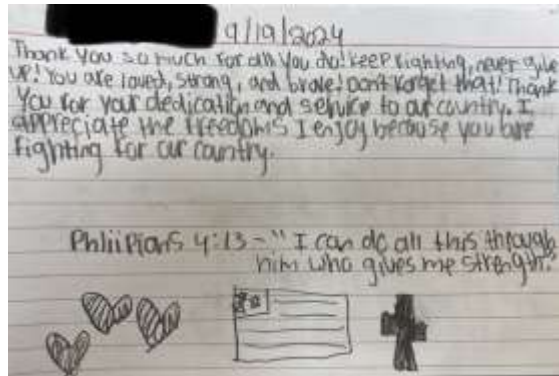 9/19/2024
Thank you so much for all you do! Keep fighting, never give
up! You are loved, strong, and brave! Dont forget that! Thank
you for your dedication and service to our country. I
appreciate the freedoms I enjoy because you are
fighting for our country.
Phliipians 4:13 - "I can do all this through
him who gives me strength."